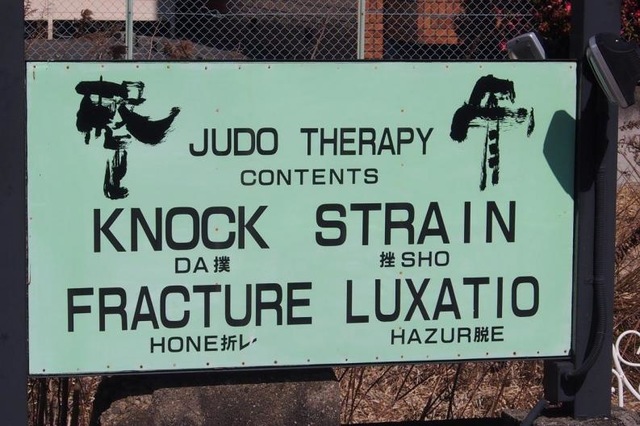 JUDO THERAPY
CONTENTS
KNOCK STRAIN
DA撲 挫SHO
FRACTURE LUXATIO
HONE折レ HAZUR脱E